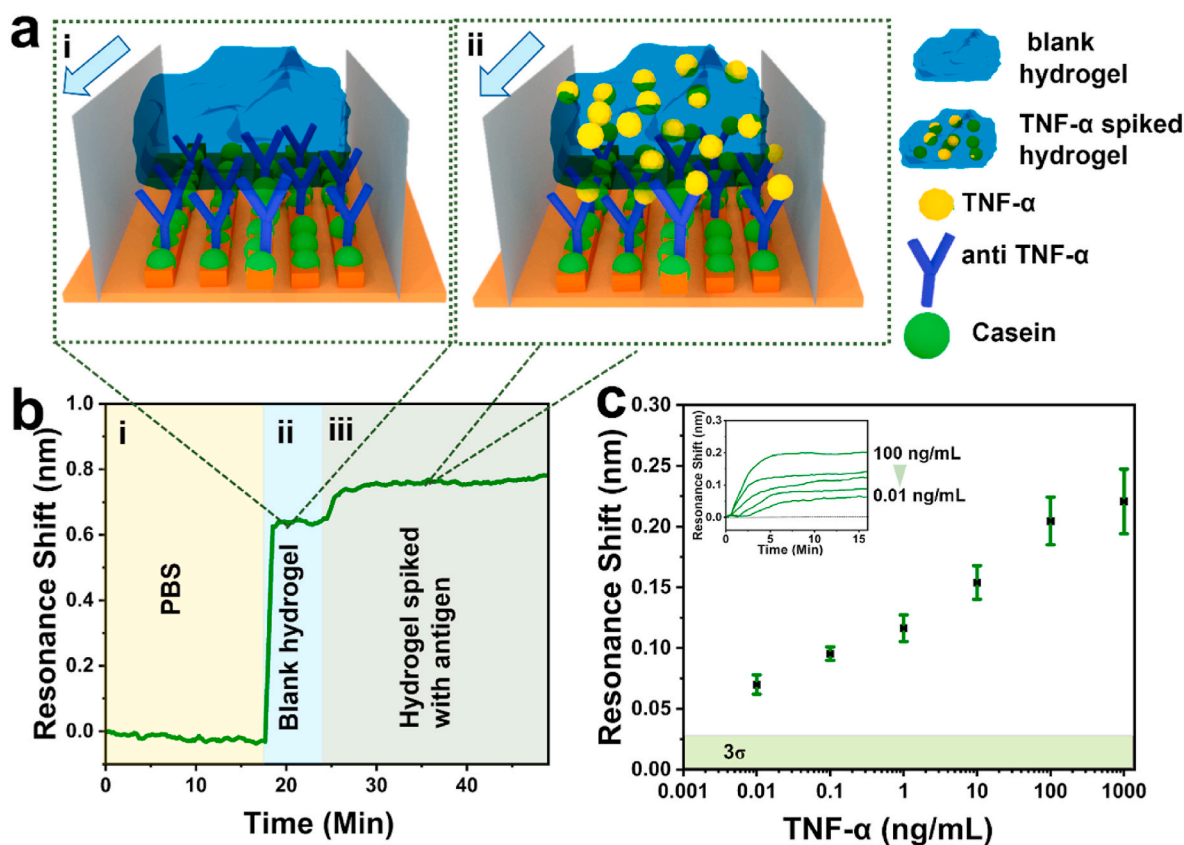 a
i
ii
blank
hydrogel
TNF-α spiked
hydrogel
TNF-α
anti TNF-α
Casein
b
Resonance Shift (nm)
1.0
0.8
0.6
0.4
0.2
0.0
i
ii
iii
PBS
Blank hydrogel
Hydrogel spiked
with antigen
0
10
20
30
40
Time (Min)
c
Resonance Shift (nm)
0.30
0.25
0.20
0.15
0.10
0.05
0.00
Resonance Shift (nm)
0.3
0.2
0.1
0.0
0
5
10
15
Time (Min)
100 ng/mL
0.01 ng/mL
3σ
0.001
0.01
0.1
1
10
100
1000
TNF-α (ng/mL)